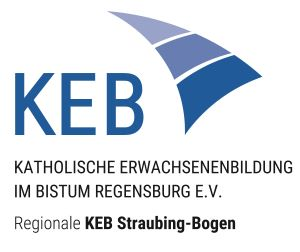 KEB
KATHOLISCHE ERWACHSENENBILDUNG
IM BISTUM REGENSBURG E.V.
Regionale KEB Straubing-Bogen